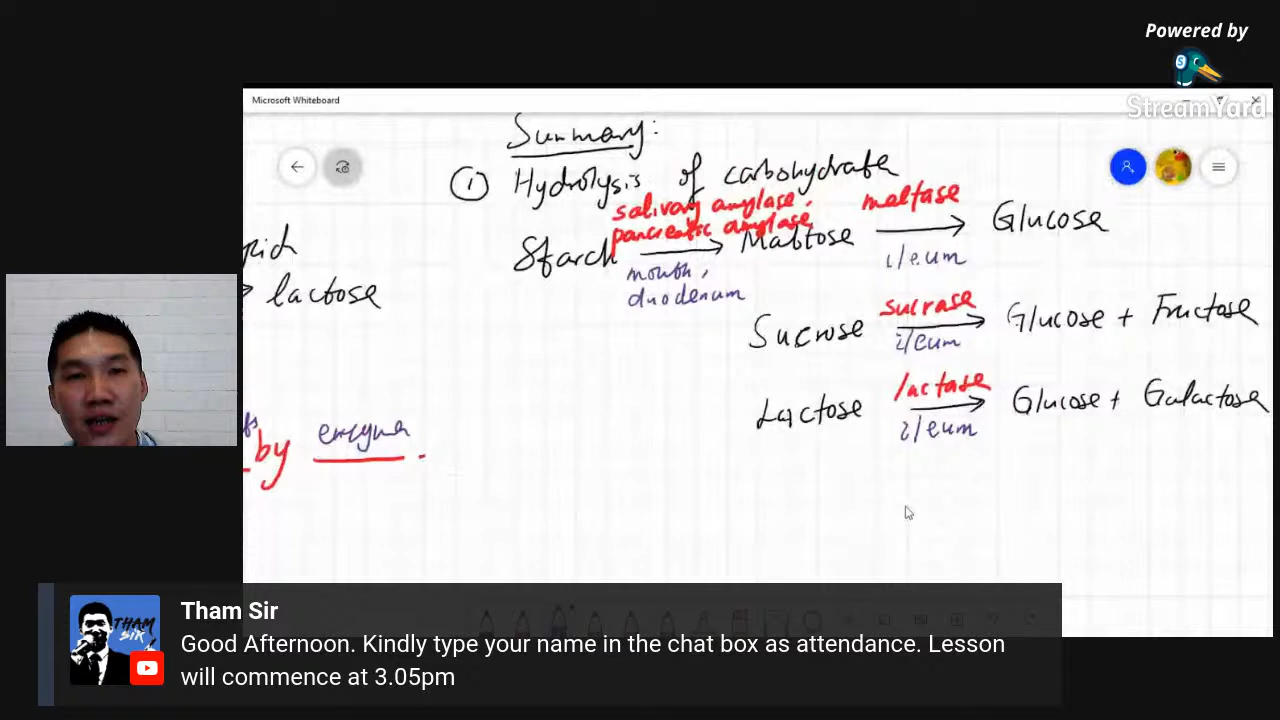 Powered by
StreamYard
Microsoft Whiteboard
Summary:
① Hydrolysis of carbohydrate
salivary amylase, maltase
pancreatic amylase
Starch → Maltose → Glucose
mouth, ileum
duodenum
lactose
sucrase
Sucrose → Glucose + Fructose
ileum
lactase
Lactose → Glucose + Galactose
ileum
by enzyme.
THAM
SIR
Tham Sir
Good Afternoon. Kindly type your name in the chat box as attendance. Lesson
will commence at 3.05pm